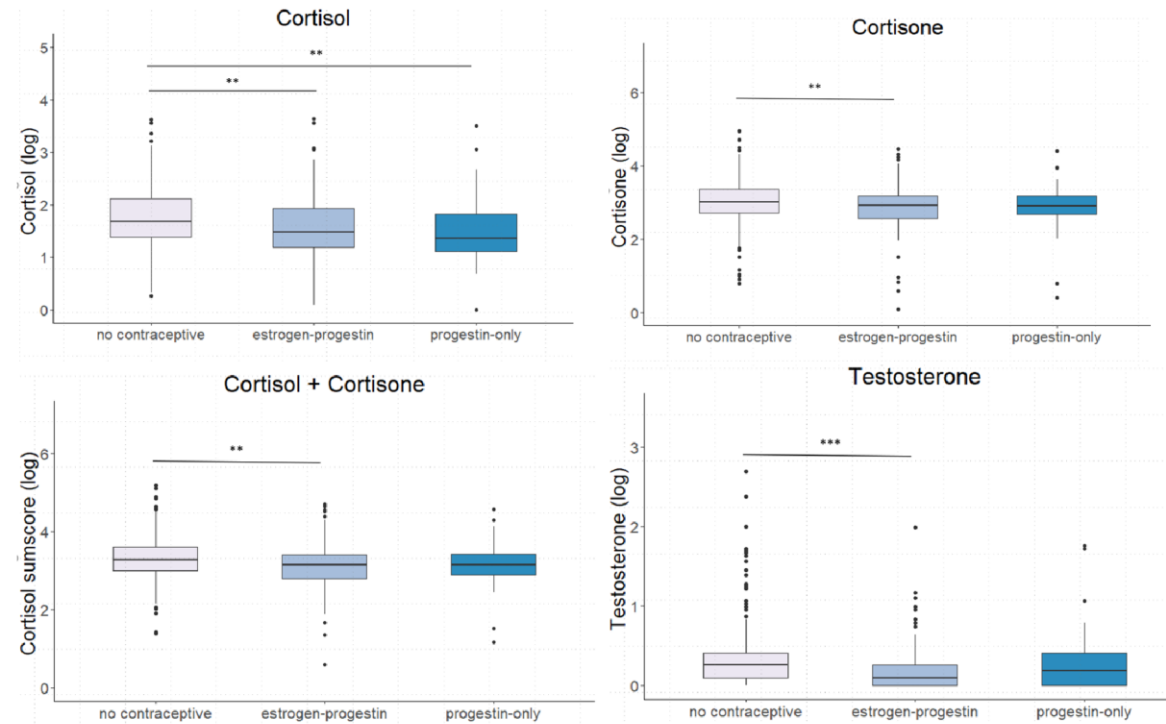 Cortisol
Cortisol (log)
5
4
3
2
1
0
**
**
no contraceptive estrogen-progestin progestin-only
Cortisone
Cortisone (log)
6
4
2
0
**
no contraceptive estrogen-progestin progestin-only
Cortisol + Cortisone
Cortisol sumscore (log)
6
4
2
0
**
no contraceptive estrogen-progestin progestin-only
Testosterone
Testosterone (log)
3
2
1
0
***
no contraceptive estrogen-progestin progestin-only